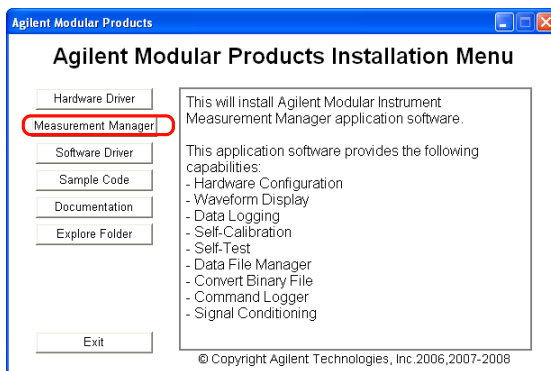 Agilent Modular Products
Agilent Modular Products Installation Menu
Hardware Driver
Measurement Manager
Software Driver
Sample Code
Documentation
Explore Folder
Exit
This will install Agilent Modular Instrument
Measurement Manager application software.
This application software provides the following
capabilities:
- Hardware Configuration
- Waveform Display
- Data Logging
- Self-Calibration
- Self-Test
- Data File Manager
- Convert Binary File
- Command Logger
- Signal Conditioning
© Copyright Agilent Technologies, Inc.2006,2007-2008